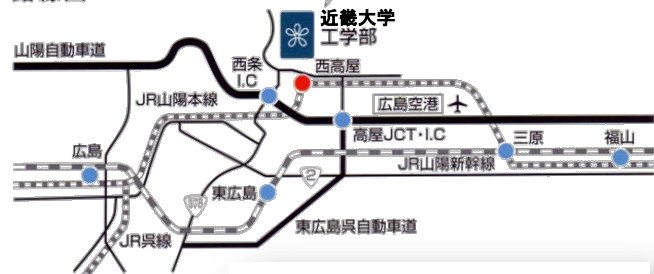 近畿大学
工学部
山陽自動車道
西条
I.C
西高屋
JR山陽本線
広島空港
高屋JCT・I.C
三原
福山
広島
JR山陽新幹線
東広島
2
375
東広島呉自動車道
JR呉線